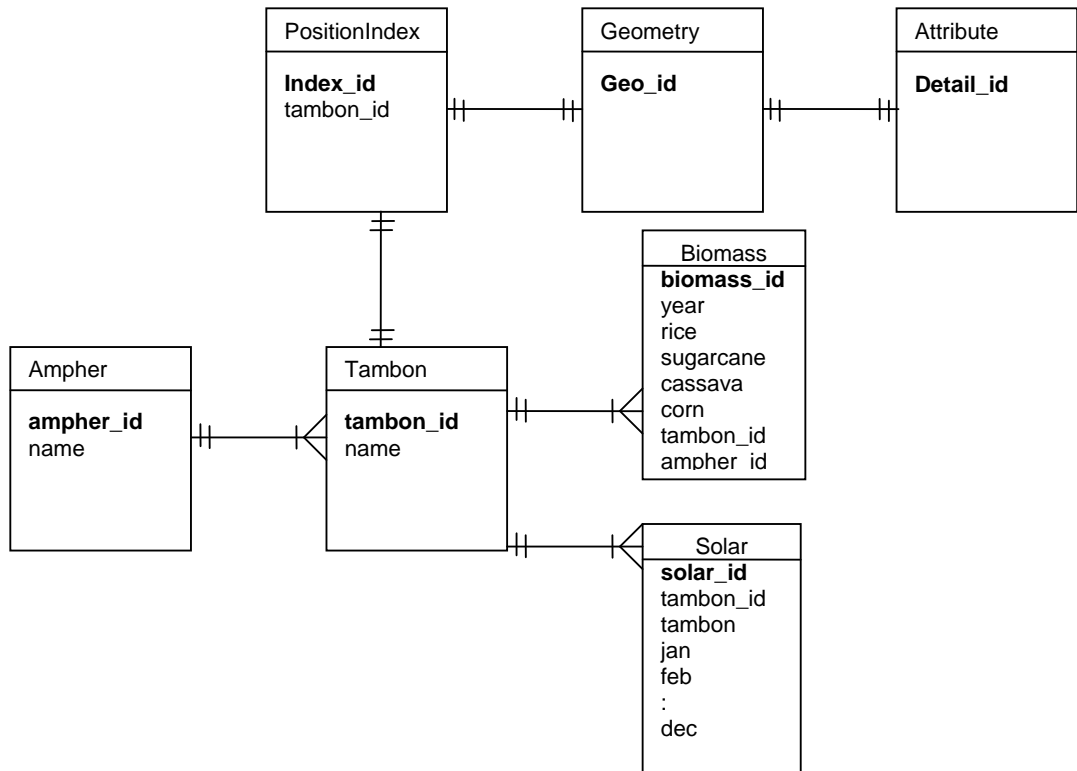 PositionIndex
Index_id
tambon_id
Geometry
Geo_id
Attribute
Detail_id
Biomass
biomass_id
year
rice
sugarcane
cassava
corn
tambon_id
ampher_id
Ampher
ampher_id
name
Tambon
tambon_id
name
Solar
solar_id
tambon_id
tambon
jan
feb
:
dec